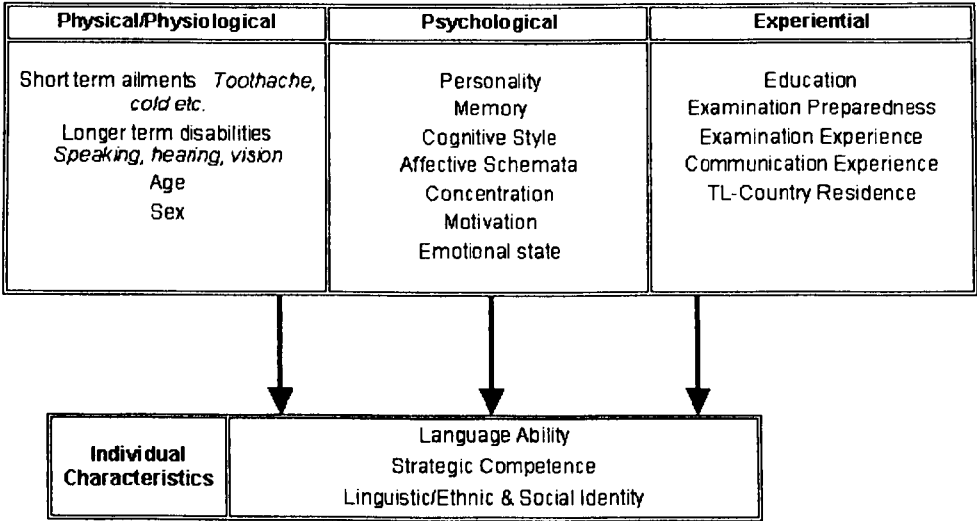 Physical/Physiological
Short term ailments Toothache,
cold etc.
Longer term disabilities
Speaking, hearing, vision
Age
Sex
Psychological
Personality
Memory
Cognitive Style
Affective Schemata
Concentration
Motivation
Emotional state
Experiential
Education
Examination Preparedness
Examination Experience
Communication Experience
TL-Country Residence
Individual
Characteristics
Language Ability
Strategic Competence
Linguistic/Ethnic & Social Identity